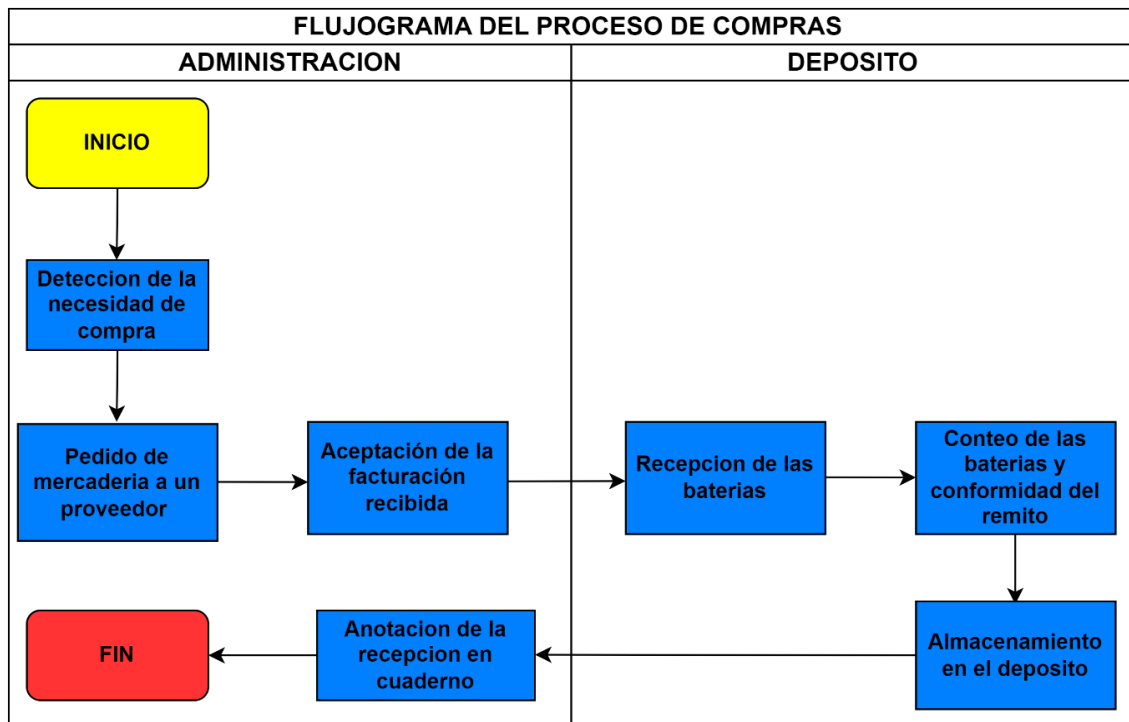 FLUJOGRAMA DEL PROCESO DE COMPRAS
ADMINISTRACION
DEPOSITO
INICIO
Deteccion de la
necesidad de
compra
Pedido de
mercaderia a un
proveedor
Aceptación de la
facturación
recibida
Recepcion de las
baterias
Conteo de las
baterias y
conformidad del
remito
Almacenamiento
en el deposito
Anotacion de la
recepcion en
cuaderno
FIN